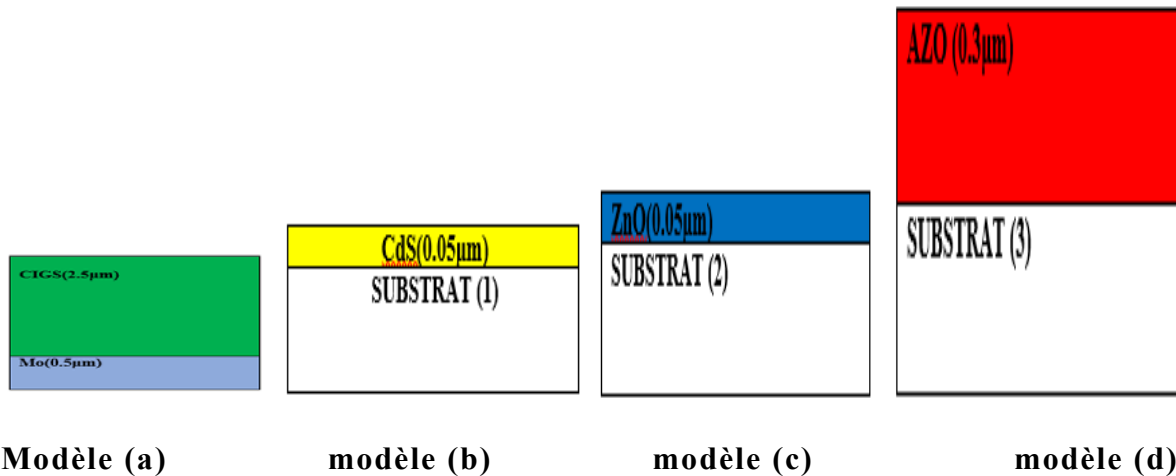 AZO (0.3μm)
SUBSTRAT (3)
ZnO(0.05μm)
SUBSTRAT (2)
CdS(0.05μm)
SUBSTRAT (1)
CIGS(2.5μm)
Mo(0.5μm)
Modèle (a) modèle (b) modèle (c) modèle (d)